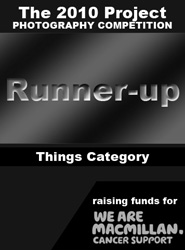 The 2010 Project
PHOTOGRAPHY COMPETITION
Runner-up
Things Category
raising funds for
WE ARE
MACMILLAN.
CANCER SUPPORT